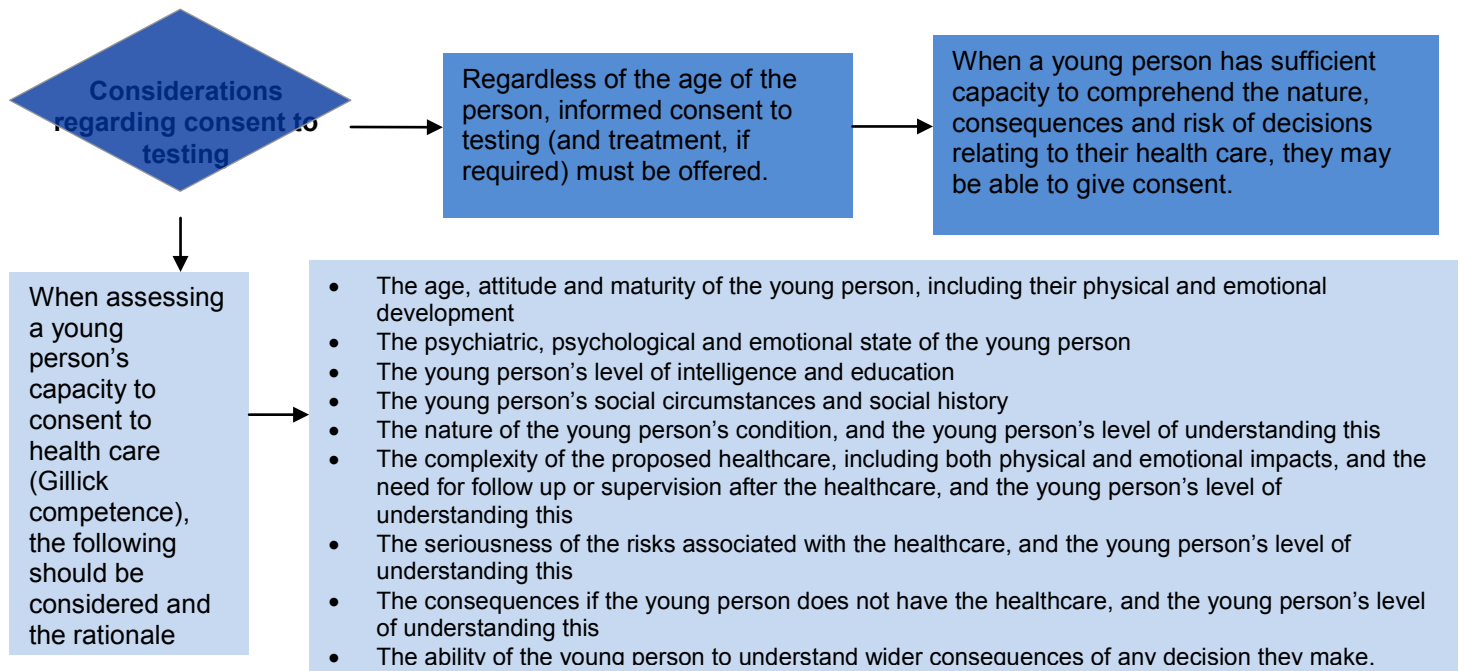 Considerations
regarding consent to
testing
Regardless of the age of the
person, informed consent to
testing (and treatment, if
required) must be offered.
When a young person has sufficient
capacity to comprehend the nature,
consequences and risk of decisions
relating to their health care, they may
be able to give consent.
When assessing
a young
person’s
capacity to
consent to
health care
(Gillick
competence),
the following
should be
considered and
the rationale
• The age, attitude and maturity of the young person, including their physical and emotional
development
• The psychiatric, psychological and emotional state of the young person
• The young person’s level of intelligence and education
• The young person’s social circumstances and social history
• The nature of the young person’s condition, and the young person’s level of understanding this
• The complexity of the proposed healthcare, including both physical and emotional impacts, and the
need for follow up or supervision after the healthcare, and the young person’s level of
understanding this
• The seriousness of the risks associated with the healthcare, and the young person’s level of
understanding this
• The consequences if the young person does not have the healthcare, and the young person’s level
of understanding this
• The ability of the young person to understand wider consequences of any decision they make.